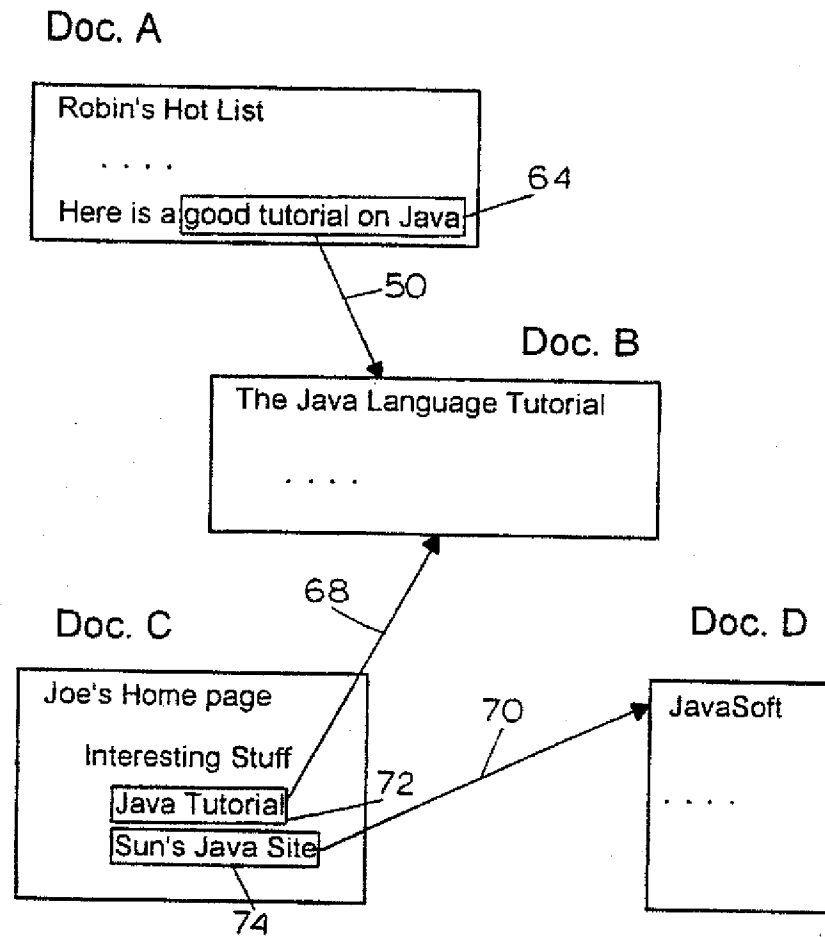 Doc. A
Robin's Hot List
. . . .
64
Here is a good tutorial on Java
50
Doc. B
The Java Language Tutorial
. . . .
68
Doc. C
Doc. D
Joe's Home page
70
JavaSoft
Interesting Stuff
72
Java Tutorial
. . . .
Sun's Java Site
74